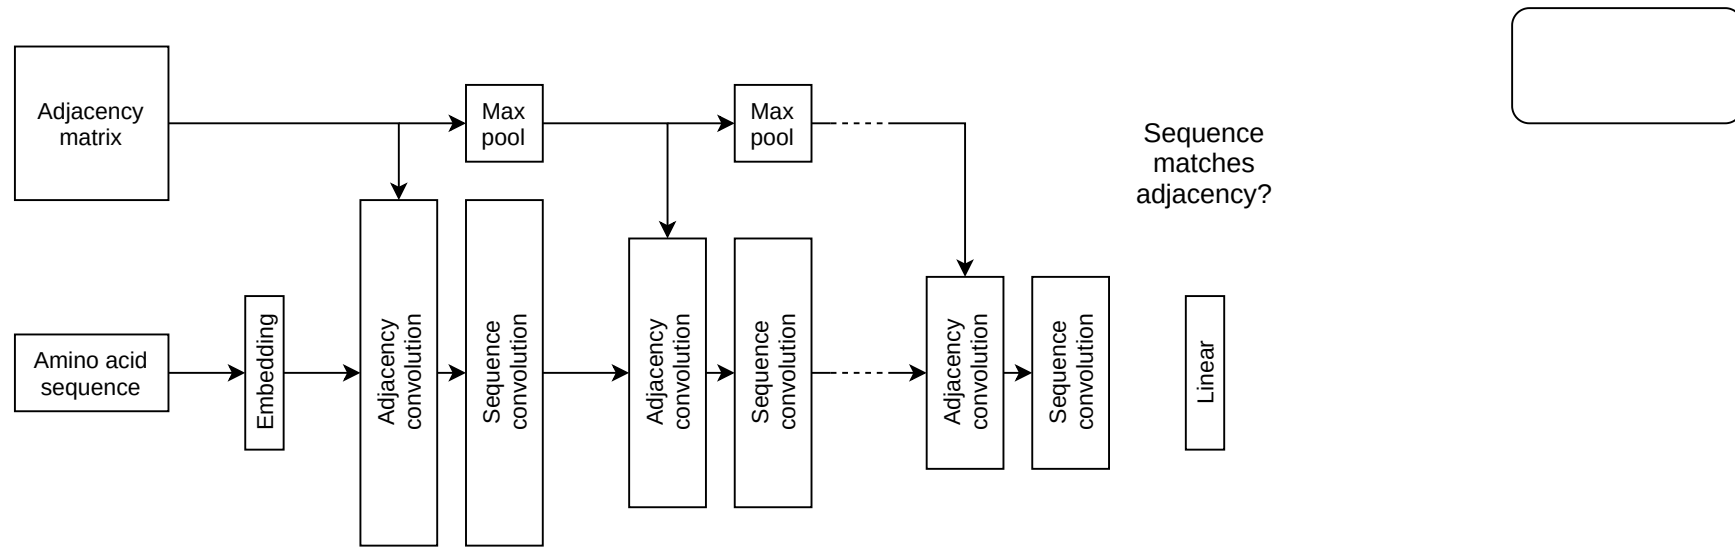 Adjacency
matrix
Max
pool
Max
pool
Sequence
matches
adjacency?
Amino acid
sequence
Embedding
Adjacency
convolution
Sequence
convolution
Adjacency
convolution
Sequence
convolution
Adjacency
convolution
Sequence
convolution
Linear